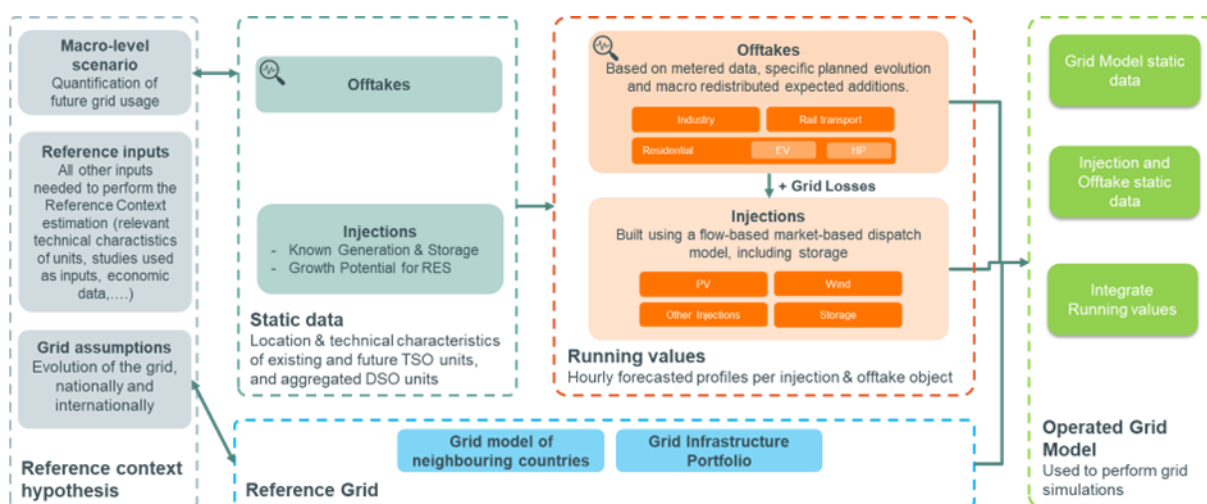 Macro-level
scenario
Quantification of
future grid usage
Reference inputs
All other inputs
needed to perform the
Reference Context
estimation (relevant
technical charactistics
of units, studies used
as inputs, economic
data,....)
Grid assumptions
Evolution of the grid,
nationally and
internationally
Reference context
hypothesis
Offtakes
Injections
- Known Generation & Storage
- Growth Potential for RES
Static data
Location & technical characteristics
of existing and future TSO units,
and aggregated DSO units
Offtakes
Based on metered data, specific planned evolution
and macro redistributed expected additions.
Industry
Rail transport
Residential
EV
HP
+ Grid Losses
Injections
Built using a flow-based market-based dispatch
model, including storage
PV
Wind
Other Injections
Storage
Running values
Hourly forecasted profiles per injection & offtake object
Grid model of
neighbouring countries
Grid Infrastructure
Portfolio
Reference Grid
Grid Model static
data
Injection and
Offtake static
data
Integrate
Running values
Operated Grid
Model
Used to perform grid
simulations